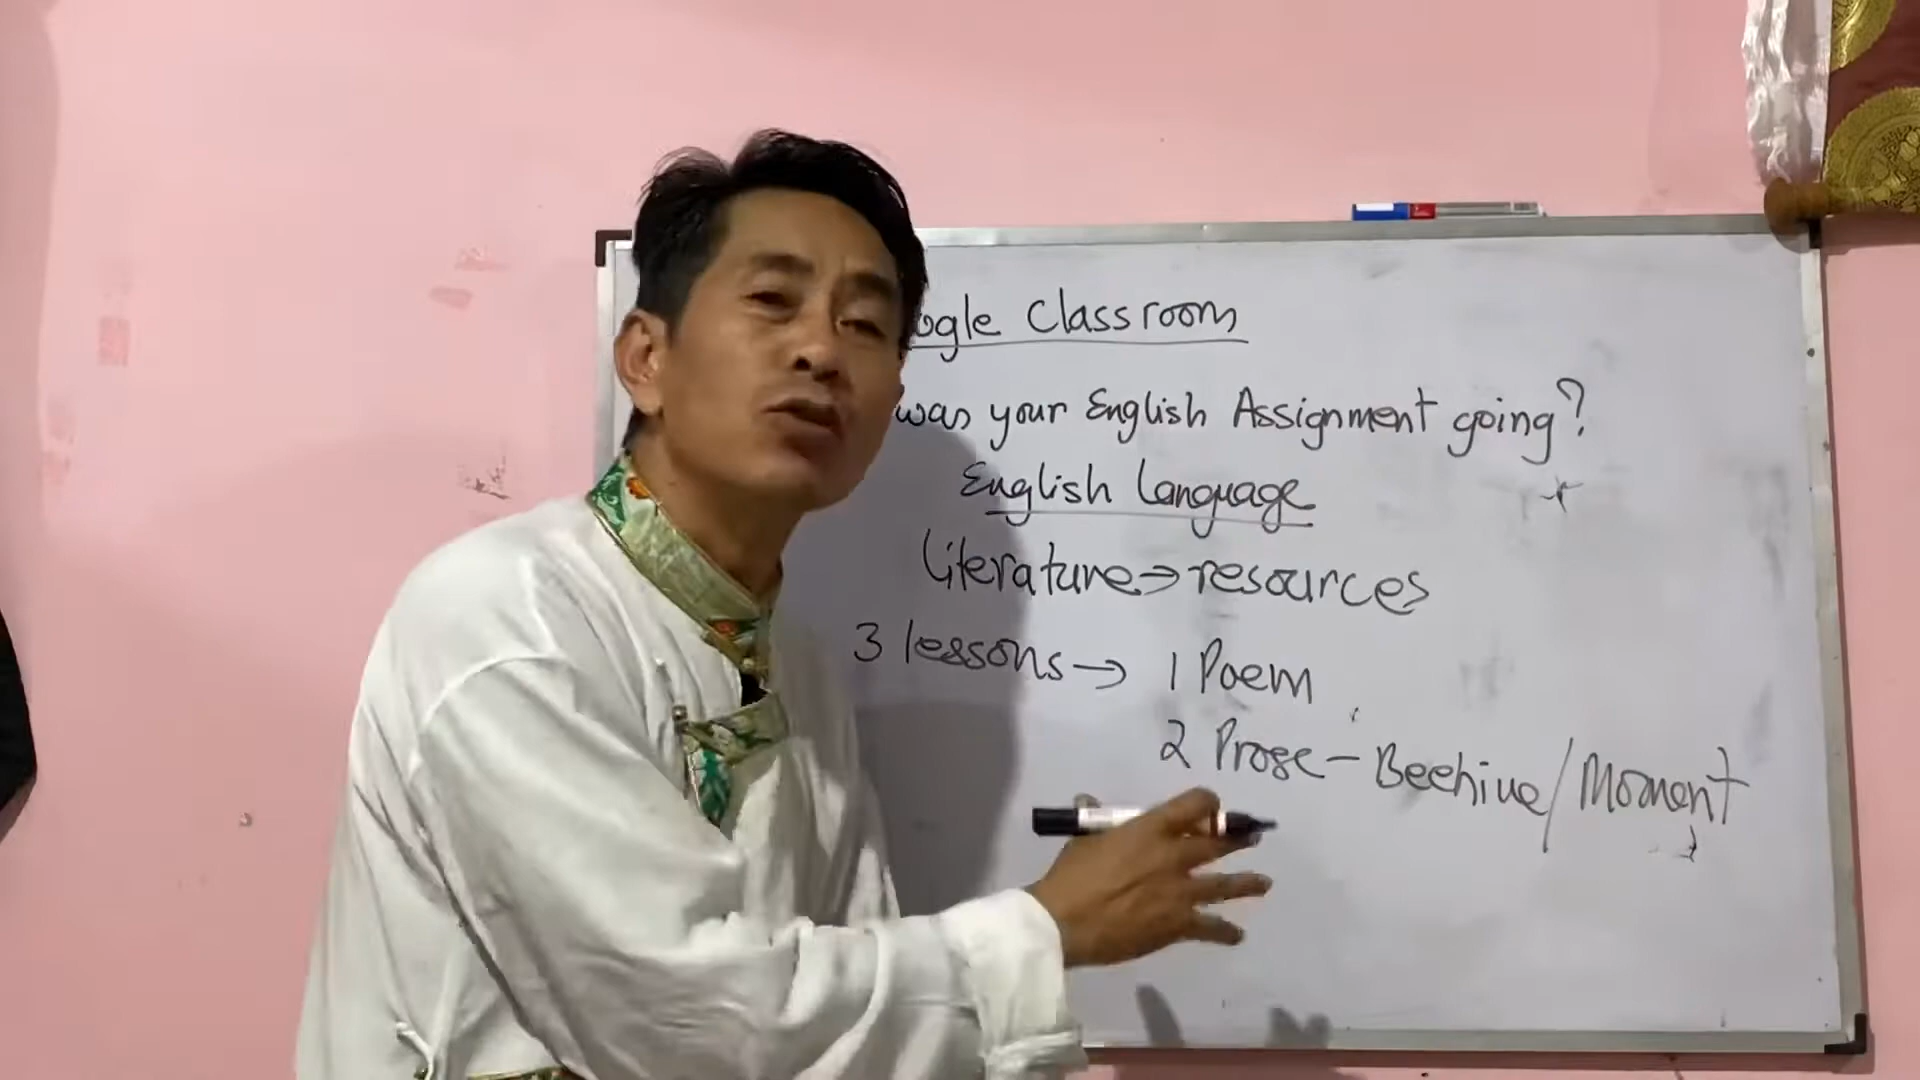 ogle Classroom
was your English Assignment going?
English Language
Literature → resources
3 lessons → 1 Poem
2 Prose - Beehive/Moment